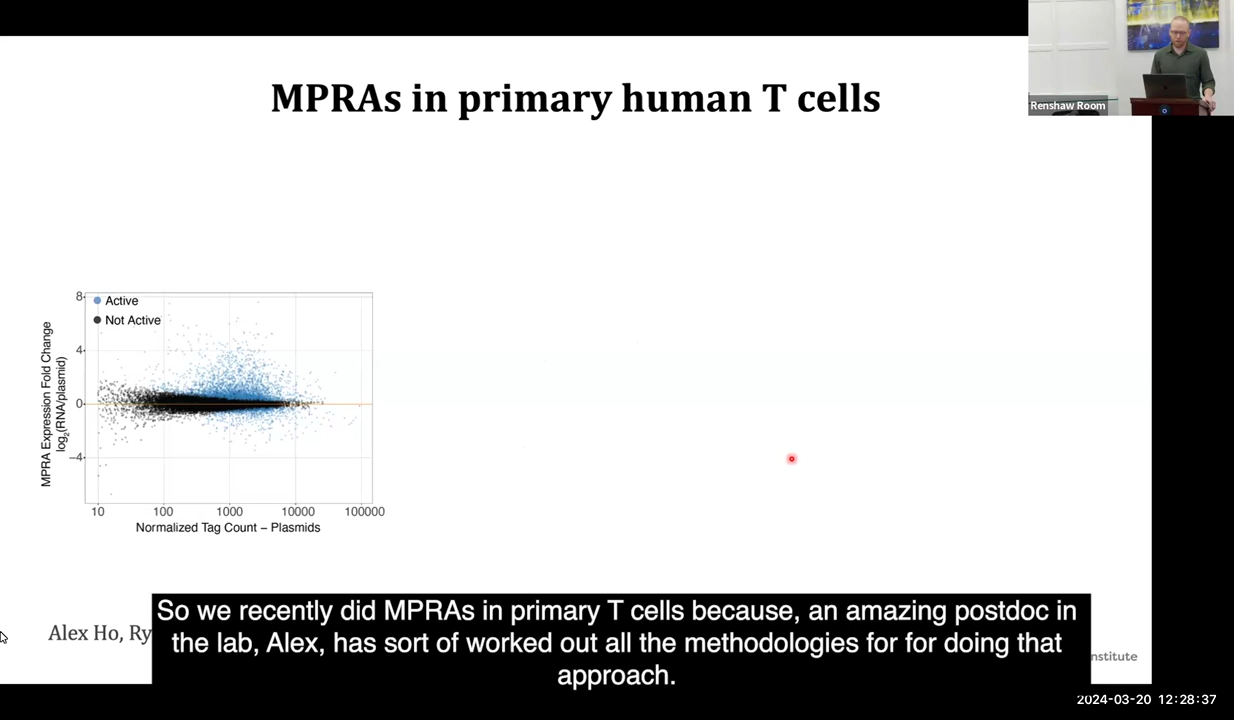 MPRAs in primary human T cells
Renshaw Room
8
4
0
−4
Active
Not Active
MPRA Expression Fold Change
log2(RNA/plasmid)
10 100 1000 10000 100000
Normalized Tag Count − Plasmids
Alex Ho, Ry
nstitute
So we recently did MPRAs in primary T cells because, an amazing postdoc in
the lab, Alex, has sort of worked out all the methodologies for for doing that
approach.
2024-03-20 12:28:37